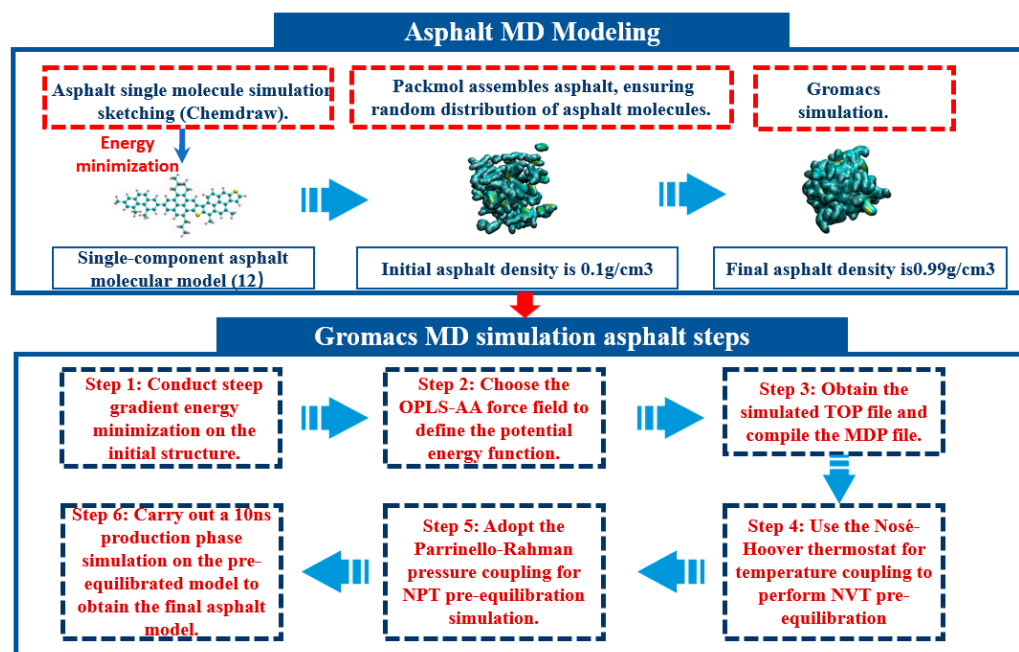 Asphalt MD Modeling
Asphalt single molecule simulation
sketching (Chemdraw).
Packmol assembles asphalt, ensuring
random distribution of asphalt molecules.
Gromacs
simulation.
Energy
minimization
Single-component asphalt
molecular model (12)
Initial asphalt density is 0.1g/cm3
Final asphalt density is0.99g/cm3
Gromacs MD simulation asphalt steps
Step 1: Conduct steep
gradient energy
minimization on the
initial structure.
Step 2: Choose the
OPLS-AA force field to
define the potential
energy function.
Step 3: Obtain the
simulated TOP file and
compile the MDP file.
Step 4: Use the Nosé-
Hoover thermostat for
temperature coupling to
perform NVT pre-
equilibration
Step 5: Adopt the
Parrinello-Rahman
pressure coupling for
NPT pre-equilibration
simulation.
Step 6: Carry out a 10ns
production phase
simulation on the pre-
equilibrated model to
obtain the final asphalt
model.